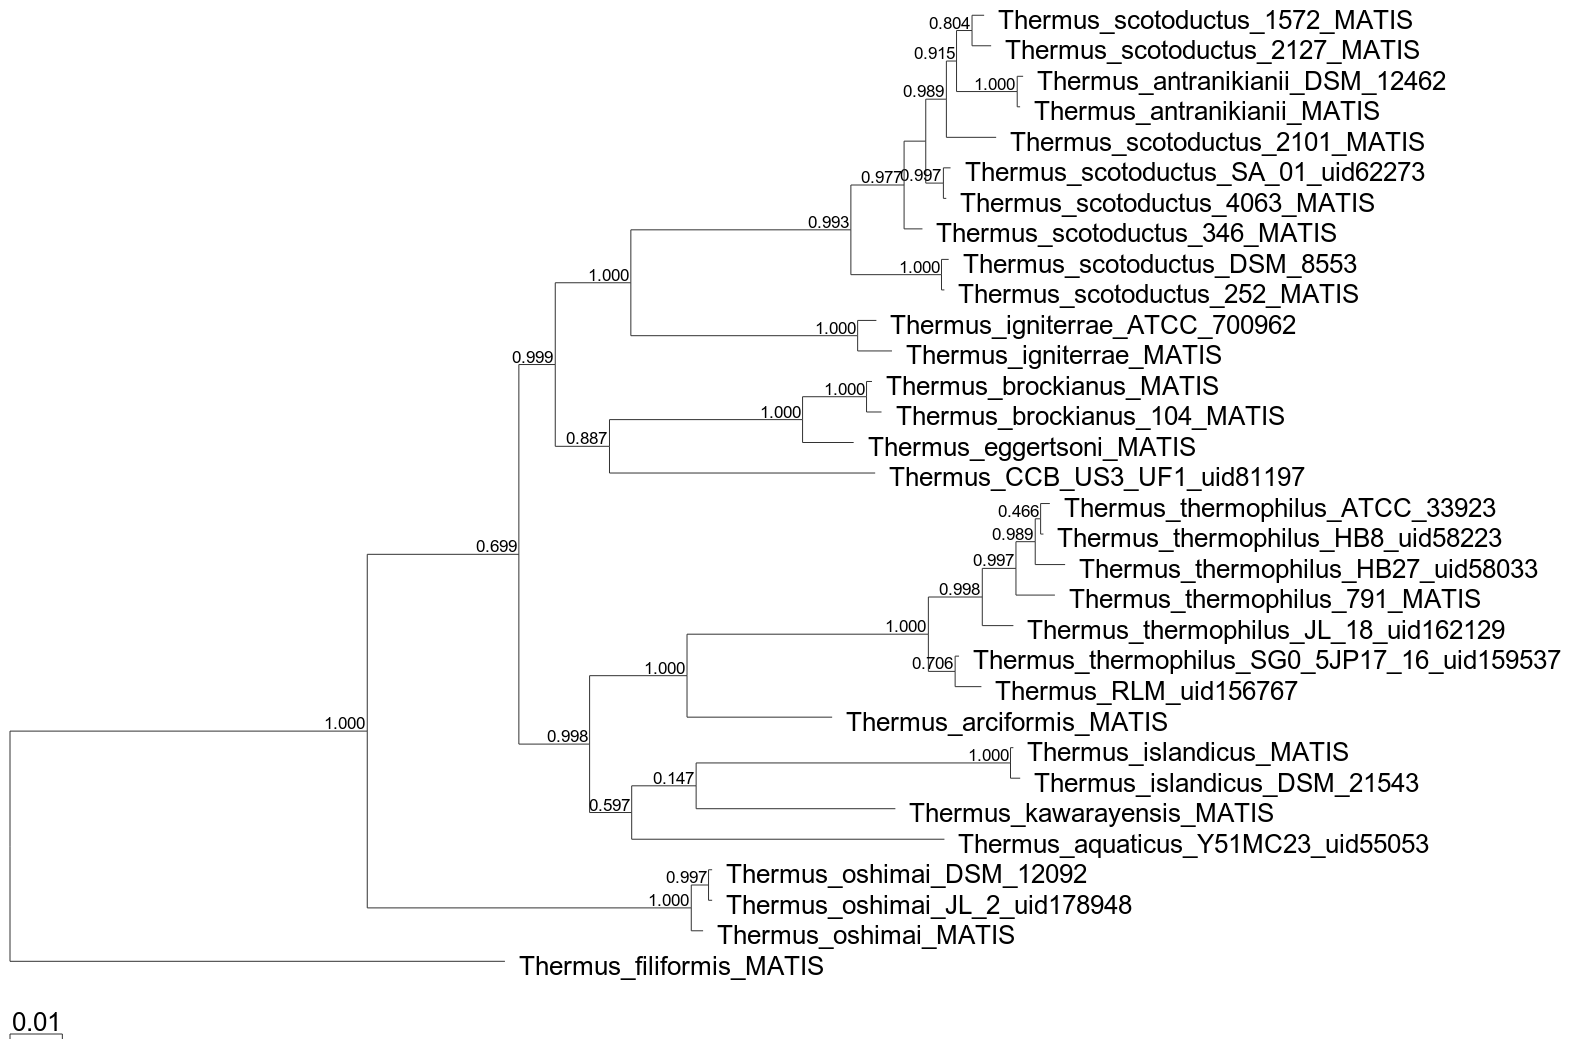 0.804
Thermus_scotoductus_1572_MATIS
0.915
Thermus_scotoductus_2127_MATIS
1.000
Thermus_antranikianii_DSM_12462
0.989
Thermus_antranikianii_MATIS
Thermus_scotoductus_2101_MATIS
0.977
0.997
Thermus_scotoductus_SA_01_uid62273
Thermus_scotoductus_4063_MATIS
0.993
Thermus_scotoductus_346_MATIS
1.000
Thermus_scotoductus_DSM_8553
1.000
Thermus_scotoductus_252_MATIS
1.000
Thermus_igniterrae_ATCC_700962
0.999
Thermus_igniterrae_MATIS
1.000
Thermus_brockianus_MATIS
1.000
Thermus_brockianus_104_MATIS
0.887
Thermus_eggertsoni_MATIS
Thermus_CCB_US3_UF1_uid81197
0.466
Thermus_thermophilus_ATCC_33923
0.989
Thermus_thermophilus_HB8_uid58223
0.699
0.997
Thermus_thermophilus_HB27_uid58033
0.998
Thermus_thermophilus_791_MATIS
1.000
Thermus_thermophilus_JL_18_uid162129
1.000
0.706
Thermus_thermophilus_SG0_5JP17_16_uid159537
Thermus_RLM_uid156767
1.000
0.998
Thermus_arciformis_MATIS
1.000
Thermus_islandicus_MATIS
0.147
Thermus_islandicus_DSM_21543
0.597
Thermus_kawarayensis_MATIS
Thermus_aquaticus_Y51MC23_uid55053
0.997
Thermus_oshimai_DSM_12092
1.000
Thermus_oshimai_JL_2_uid178948
Thermus_oshimai_MATIS
Thermus_filiformis_MATIS
0.01